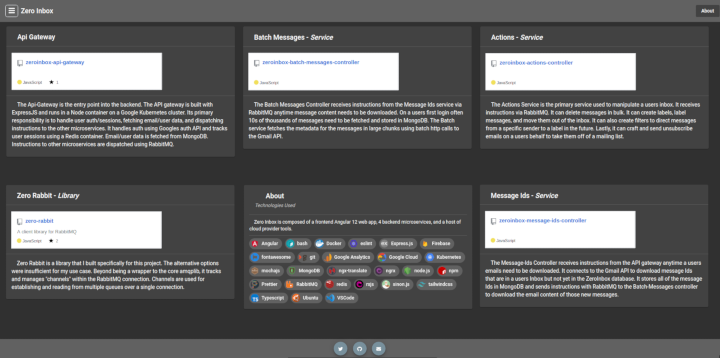 Zero Inbox
About
Api Gateway
zeroinbox-api-gateway
JavaScript ★ 1
The Api-Gateway is the entry point into the backend. The API gateway is built with
ExpressJS and runs in a Node container on a Google Kubernetes cluster. Its primary
responsibility is to handle user auth/sessions, fetching email/user data, and dispatching
instructions to the other microservices. It handles auth using Googles auth API and tracks
user sessions using a Redis container. Email/user data is fetched from MongoDB.
Instructions to other microservices are dispatched using RabbitMQ.
Batch Messages - Service
zeroinbox-batch-messages-controller
JavaScript
The Batch Messages Controller receives instructions from the Message Ids service via
RabbitMQ anytime message content needs to be downloaded. On a users first login often
10s of thousands of messages need to be fetched and stored in MongoDB. The Batch
service fetches the metadata for the messages in large chunks using batch http calls to
the Gmail API.
Actions - Service
zeroinbox-actions-controller
JavaScript
The Actions Service is the primary service used to manipulate a users inbox. It receives
instructions via RabbitMQ. It can delete messages in bulk. It can create labels, label
messages, and move them out of the inbox. It can also create filters to direct messages
from a specific sender to a label in the future. Lastly, it can craft and send unsubscribe
emails on a users behalf to take them off of a mailing list.
Zero Rabbit - Library
zero-rabbit
A client library for RabbitMQ
JavaScript ★ 2
Zero Rabbit is a library that I built specifically for this project. The alternative options
were insufficient for my use case. Beyond being a wrapper to the core amqplib, it tracks
and manages "channels" within the RabbitMQ connection. Channels are used for
establishing and reading from multiple queues over a single connection.
About
Technologies Used
Zero Inbox is composed of a frontend Angular 12 web app, 4 backend microservices, and a host of
cloud provider tools.
Angular bash Docker eslint Express.js Firebase
fontawesome git Google Analytics Google Cloud Kubernetes
mochajs MongoDB ngx-translate ngrx node.js npm
Prettier RabbitMQ redis rxjs sinon.js tailwindcss
Typescript Ubuntu VSCode
Message Ids - Service
zeroinbox-message-ids-controller
JavaScript
The Message-Ids Controller receives instructions from the API gateway anytime a users
emails need to be downloaded. It connects to the Gmail API to download message Ids
that are in a users Inbox but not yet in the ZeroInbox database. It stores all of the message
Ids in MongoDB and sends instructions with RabbitMQ to the Batch-Messages controller
to download the email content of those new messages.